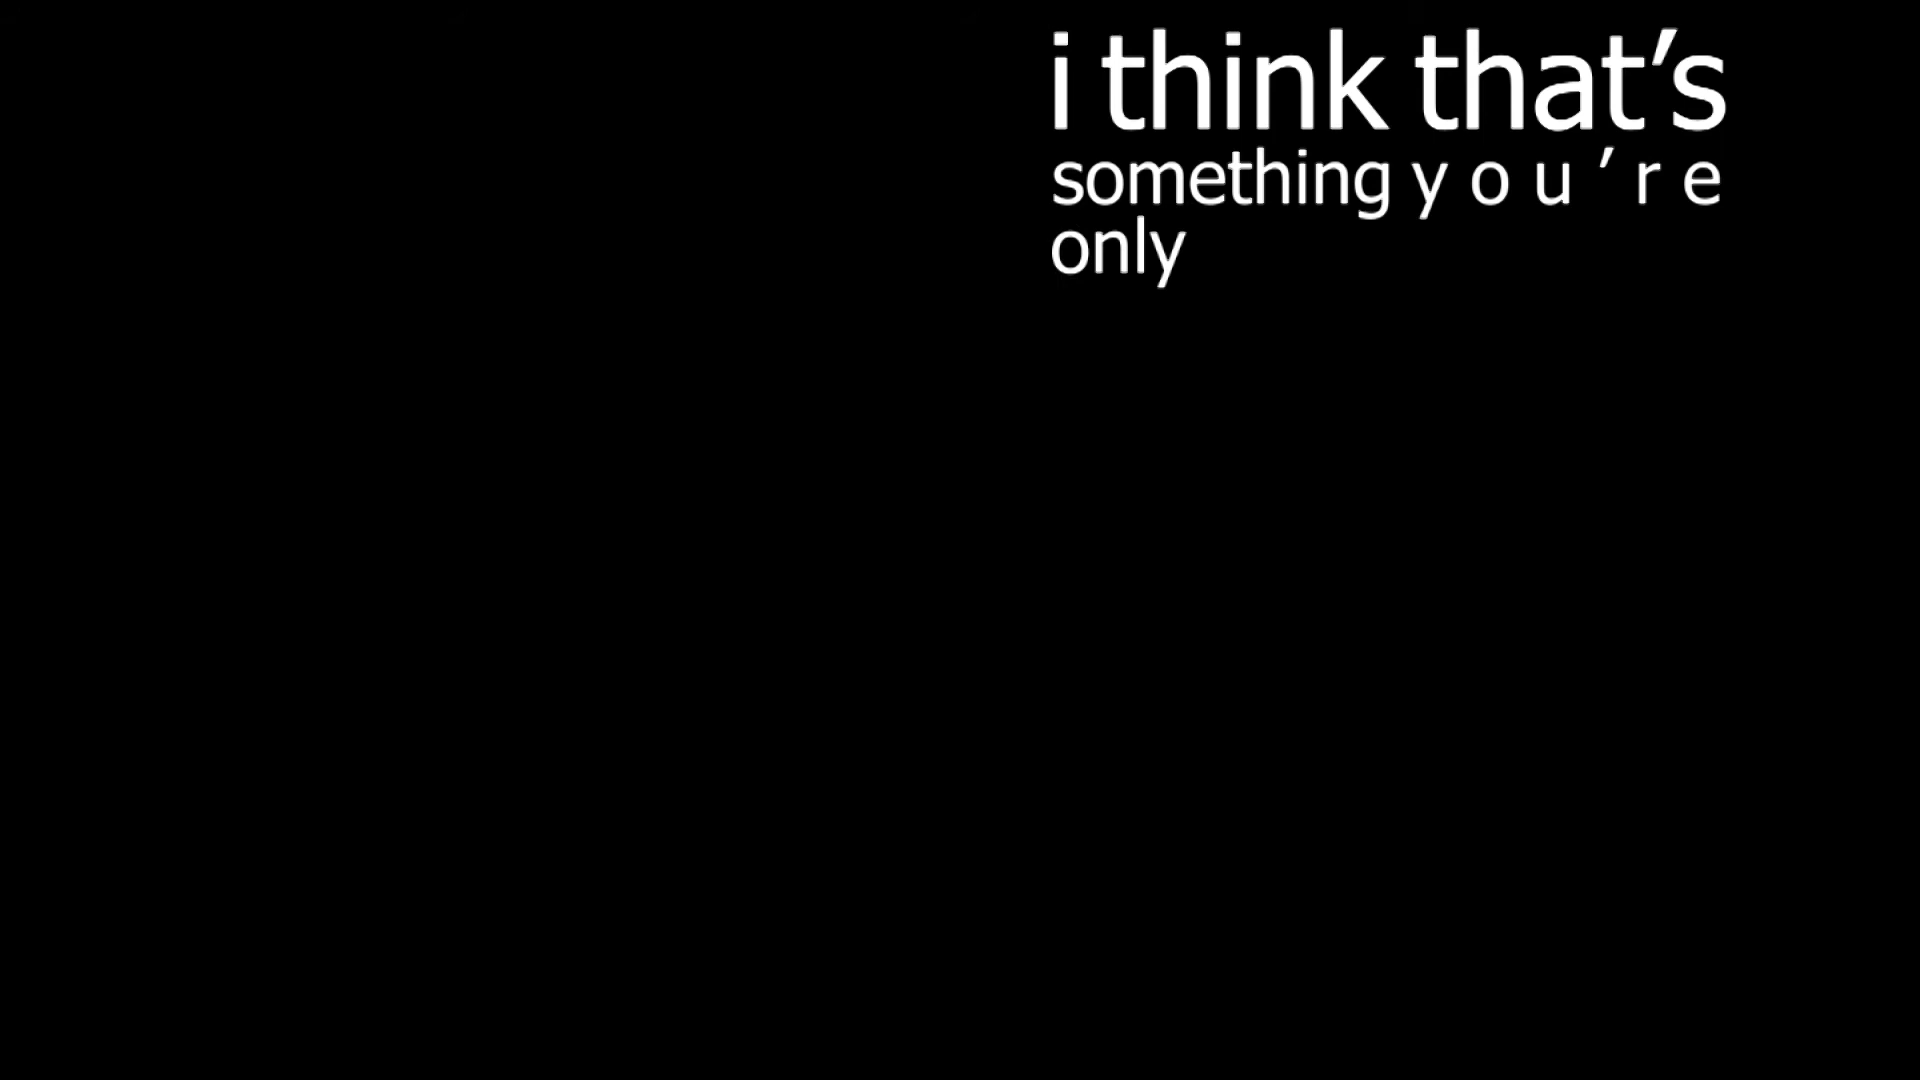 i think that’s
something y o u ’ r e
only